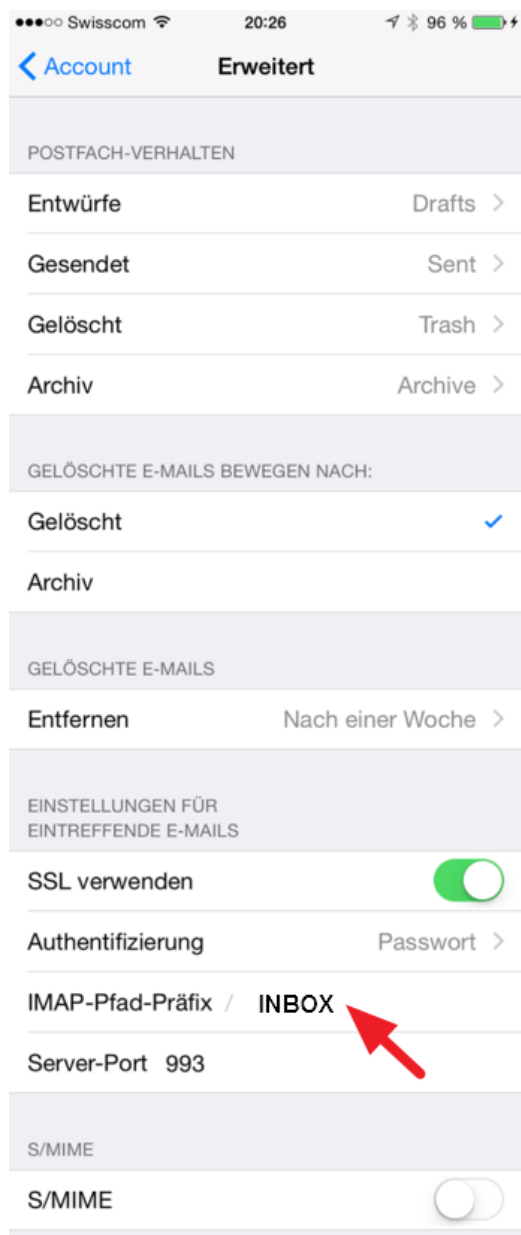 Swisscom 20:26 96 %
Account Erweitert
POSTFACH-VERHALTEN
Entwürfe Drafts
Gesendet Sent
Gelöscht Trash
Archiv Archive
GELÖSCHTE E-MAILS BEWEGEN NACH:
Gelöscht
Archiv
GELÖSCHTE E-MAILS
Entfernen Nach einer Woche
EINSTELLUNGEN FÜR
EINTREFFENDE E-MAILS
SSL verwenden
Authentifizierung Passwort
IMAP-Pfad-Präfix / INBOX
Server-Port 993
S/MIME
S/MIME